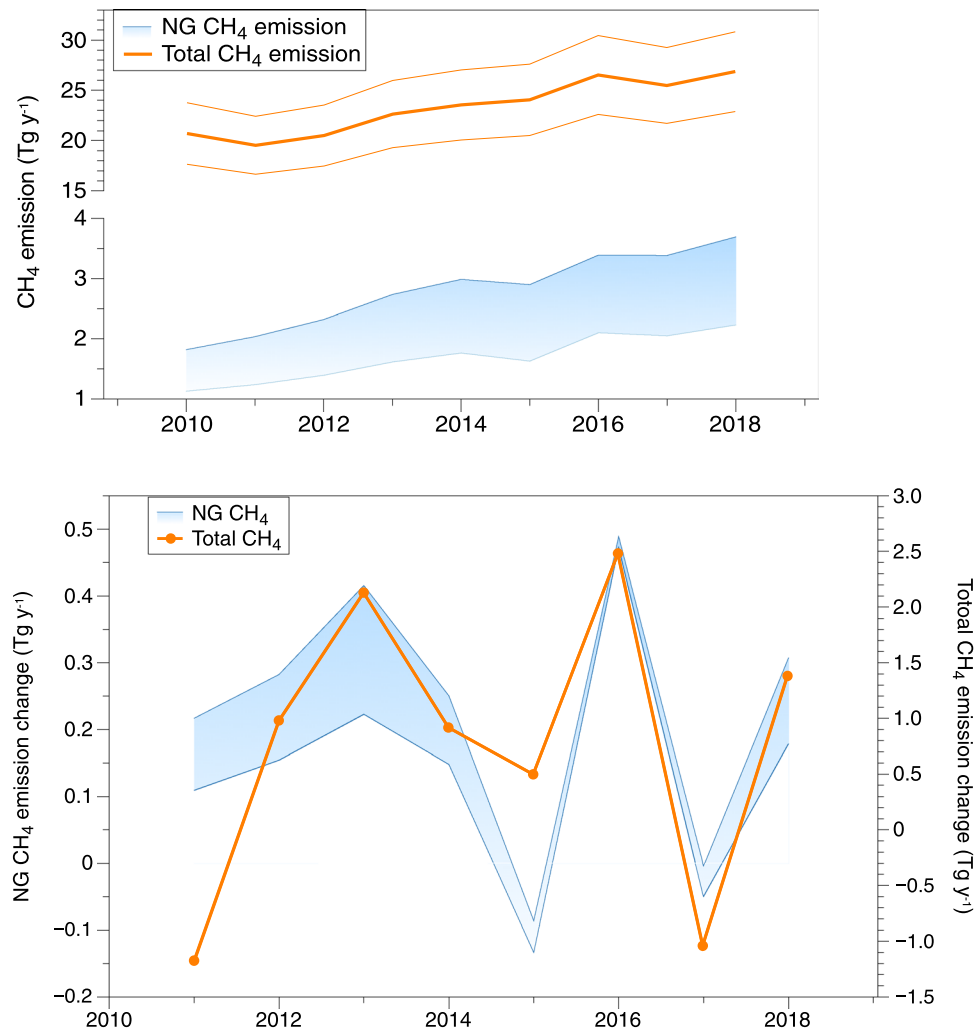 NG CH4 emission
Total CH4 emission
CH4 emission (Tg y-1)
30
25
20
15
4
3
2
1
2010 2012 2014 2016 2018
NG CH4
Total CH4
NG CH4 emission change (Tg y-1)
0.5
0.4
0.3
0.2
0.1
0
−0.1
−0.2
3.0
2.5
2.0
1.5
1.0
0.5
0
−0.5
−1.0
−1.5
Totoal CH4 emission change (Tg y-1)
2010 2012 2014 2016 2018